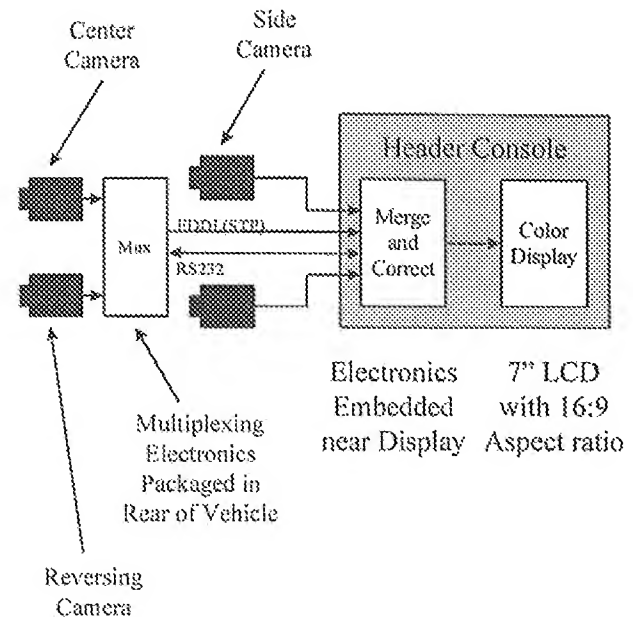 Center
Camera
Side
Camera
Header Console
Mux
FDDI(STP)
RS232
Merge
and
Correct
Color
Display
Electronics
Embedded
near Display
7" LCD
with 16:9
Aspect ratio
Multiplexing
Electronics
Packaged in
Rear of Vehicle
Reversing
Camera